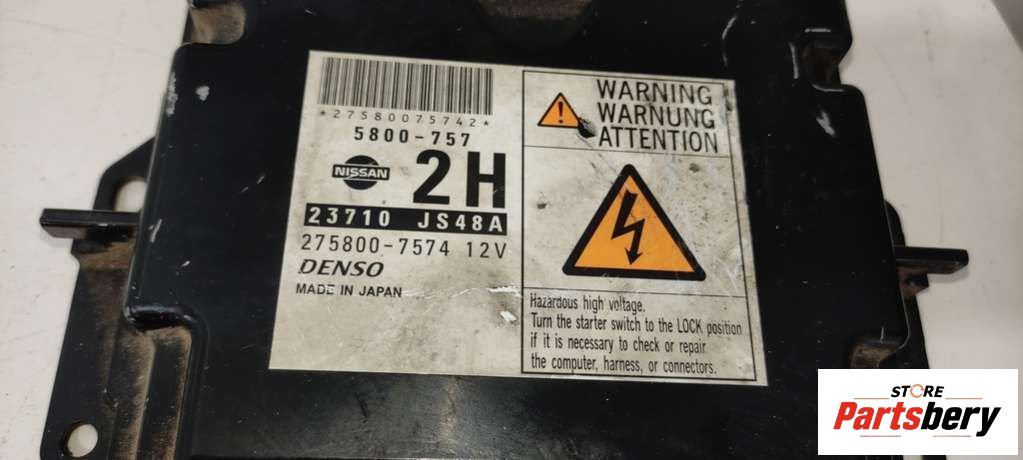 *27580075742*
5800-757
NISSAN
2H
23710 JS48A
275800-7574 12V
DENSO
MADE IN JAPAN
WARNING
WARNUNG
ATTENTION
Hazardous high voltage.
Turn the starter switch to the LOCK position
if it is necessary to check or repair
the computer, harness, or connectors.
STORE
Partsbery